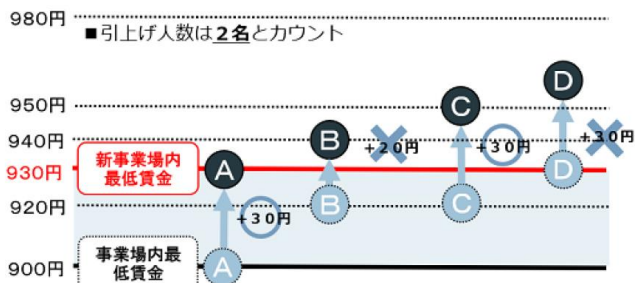 980円
■引上げ人数は2名とカウント
950円
940円
930円
920円
900円
新事業場内
最低賃金
事業場内最
低賃金
A
B
C
D
A
B
C
D
+30円
+20円
+30円
+30円